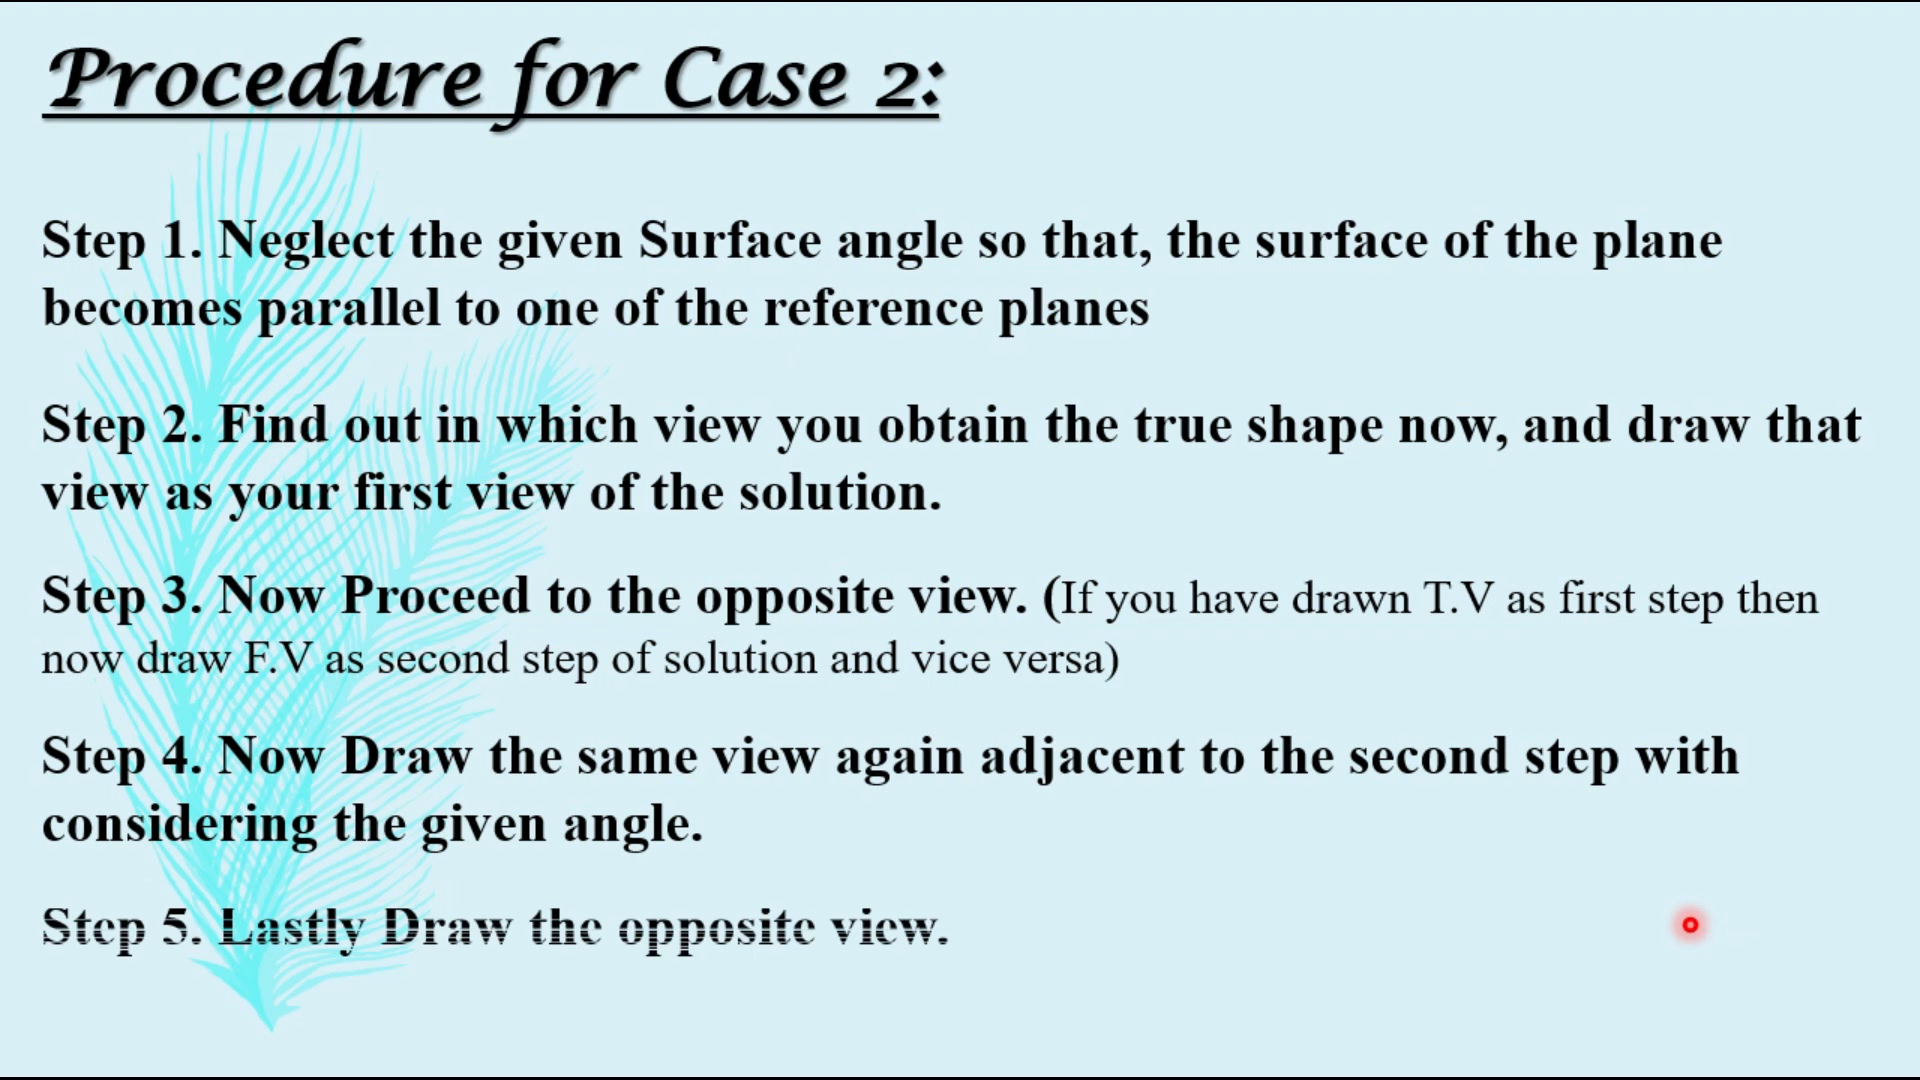 Procedure for Case 2:
Step 1. Neglect the given Surface angle so that, the surface of the plane
becomes parallel to one of the reference planes
Step 2. Find out in which view you obtain the true shape now, and draw that
view as your first view of the solution.
Step 3. Now Proceed to the opposite view. (If you have drawn T.V as first step then
now draw F.V as second step of solution and vice versa)
Step 4. Now Draw the same view again adjacent to the second step with
considering the given angle.
Step 5. Lastly Draw the opposite view.